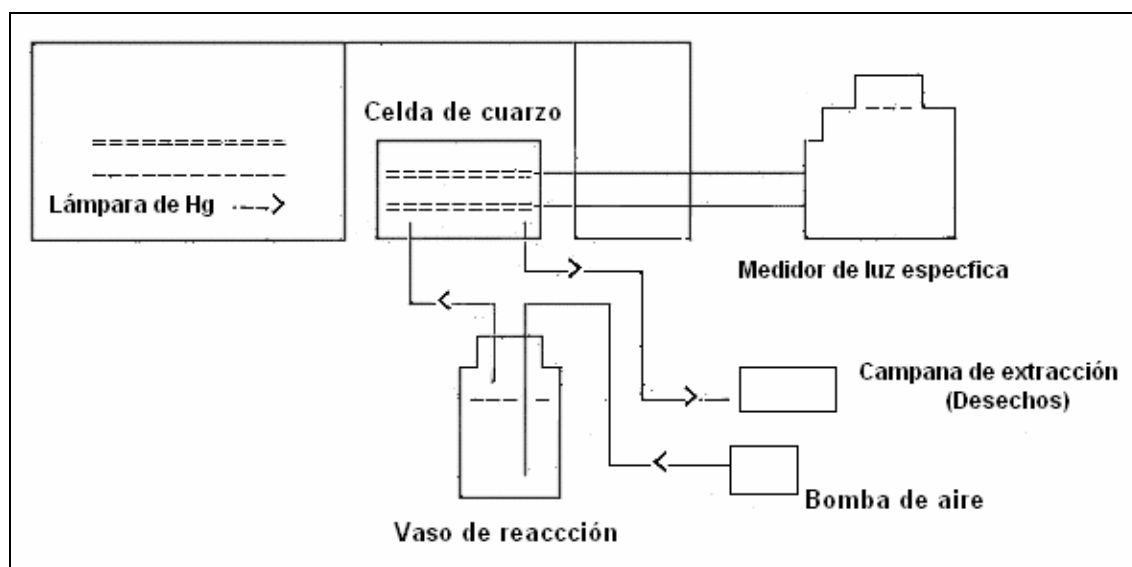 Celda de cuarzo
Lámpara de Hg
Medidor de luz especfica
Campana de extracción
(Desechos)
Bomba de aire
Vaso de reaccción